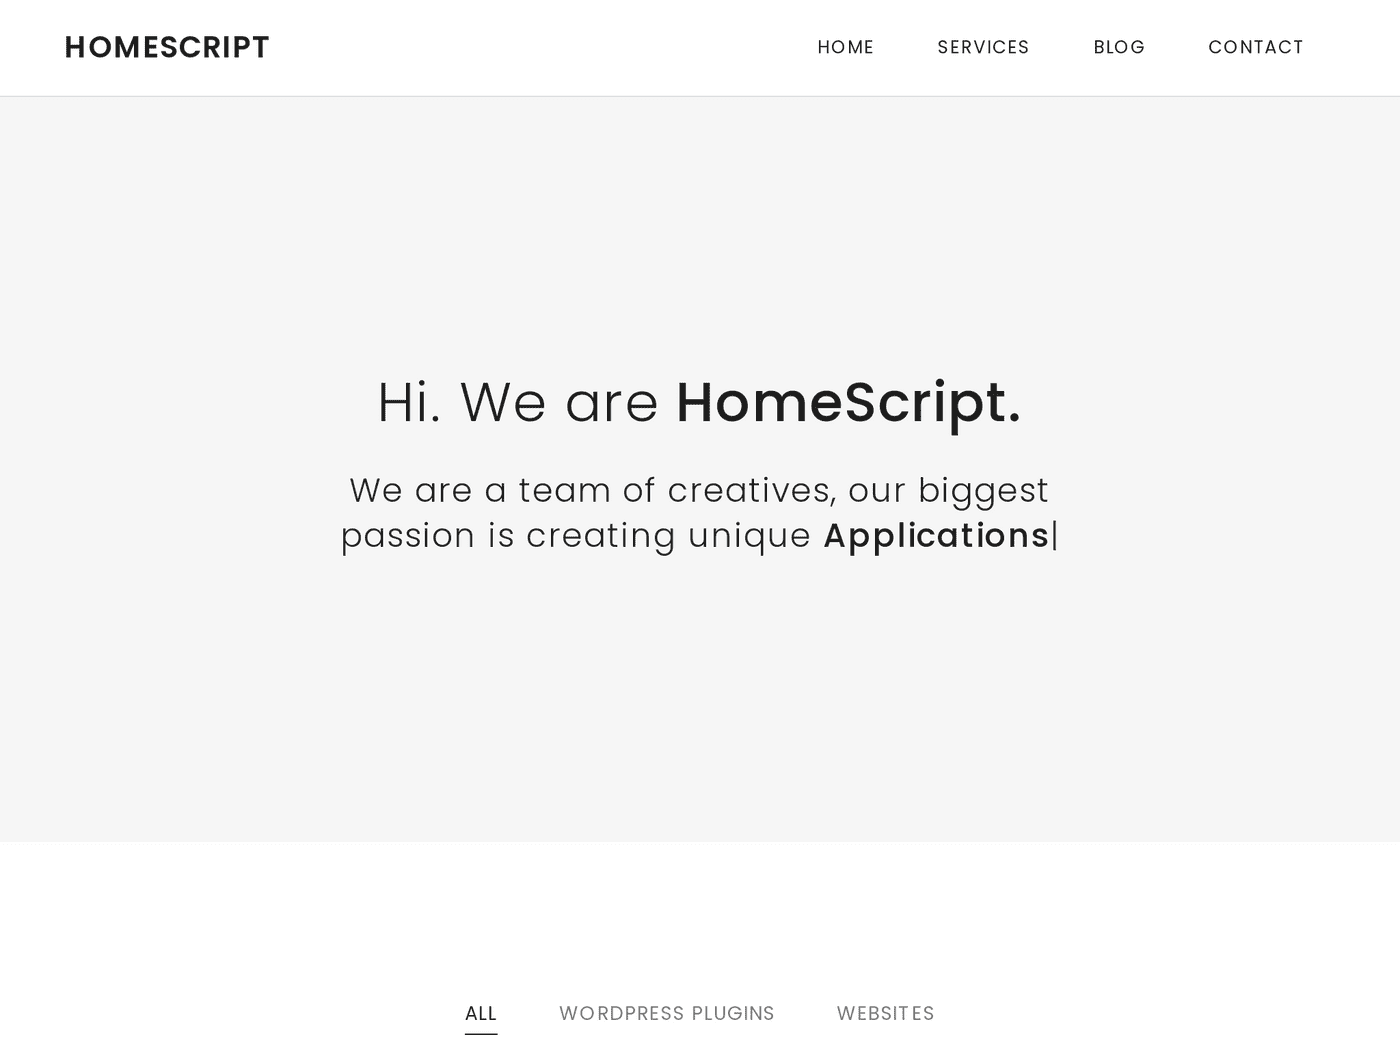 HOMESCRIPT
HOME SERVICES BLOG CONTACT
Hi. We are HomeScript.
We are a team of creatives, our biggest
passion is creating unique Applications|
ALL WORDPRESS PLUGINS WEBSITES